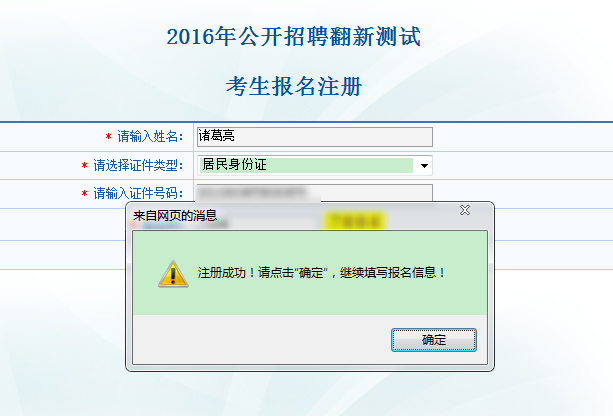 2016年公开招聘翻新测试
考生报名注册
* 请输入姓名： 诸葛亮
* 请选择证件类型： 居民身份证
* 请输入证件号码：
来自网页的消息
注册成功！请点击“确定”，继续填写报名信息！
确定